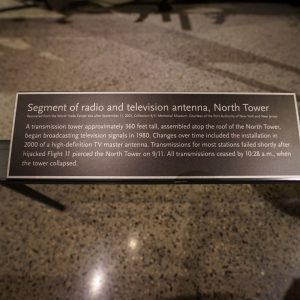 Segment of radio and television antenna, North Tower
Recovered from the World Trade Center site after September 11, 2001, Collection 9/11 Memorial Museum, Courtesy of the Port Authority of New York and New Jersey
A transmission tower approximately 360 feet tall, assembled atop the roof of the North Tower,
began broadcasting television signals in 1980. Changes over time included the installation in
2000 of a high-definition TV master antenna. Transmissions for most stations failed shortly after
hijacked Flight 11 pierced the North Tower on 9/11. All transmissions ceased by 10:28 a.m., when
the tower collapsed.